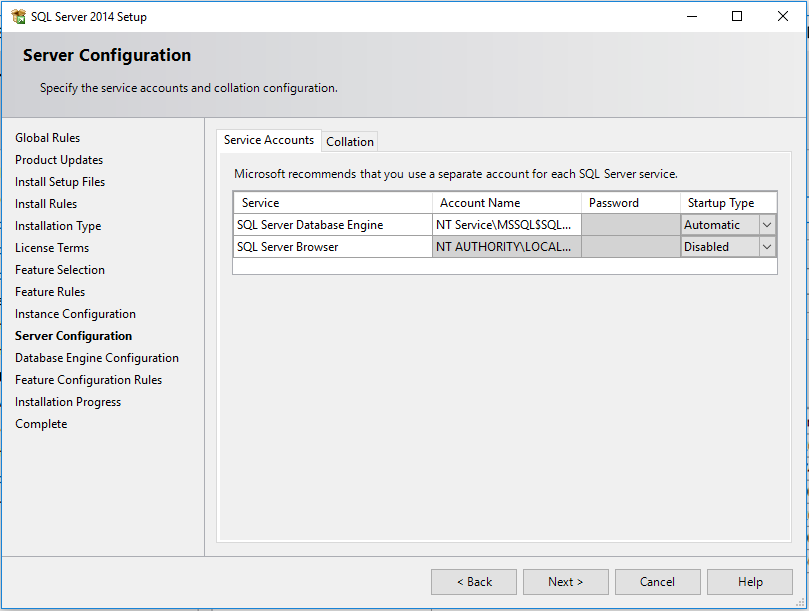 SQL Server 2014 Setup
Server Configuration
Specify the service accounts and collation configuration.
Global Rules
Product Updates
Install Setup Files
Install Rules
Installation Type
License Terms
Feature Selection
Feature Rules
Instance Configuration
Server Configuration
Database Engine Configuration
Feature Configuration Rules
Installation Progress
Complete
Service Accounts Collation
Microsoft recommends that you use a separate account for each SQL Server service.
Service Account Name Password Startup Type
SQL Server Database Engine NT Service\MSSQL$SQL... Automatic
SQL Server Browser NT AUTHORITY\LOCAL... Disabled
< Back Next > Cancel Help